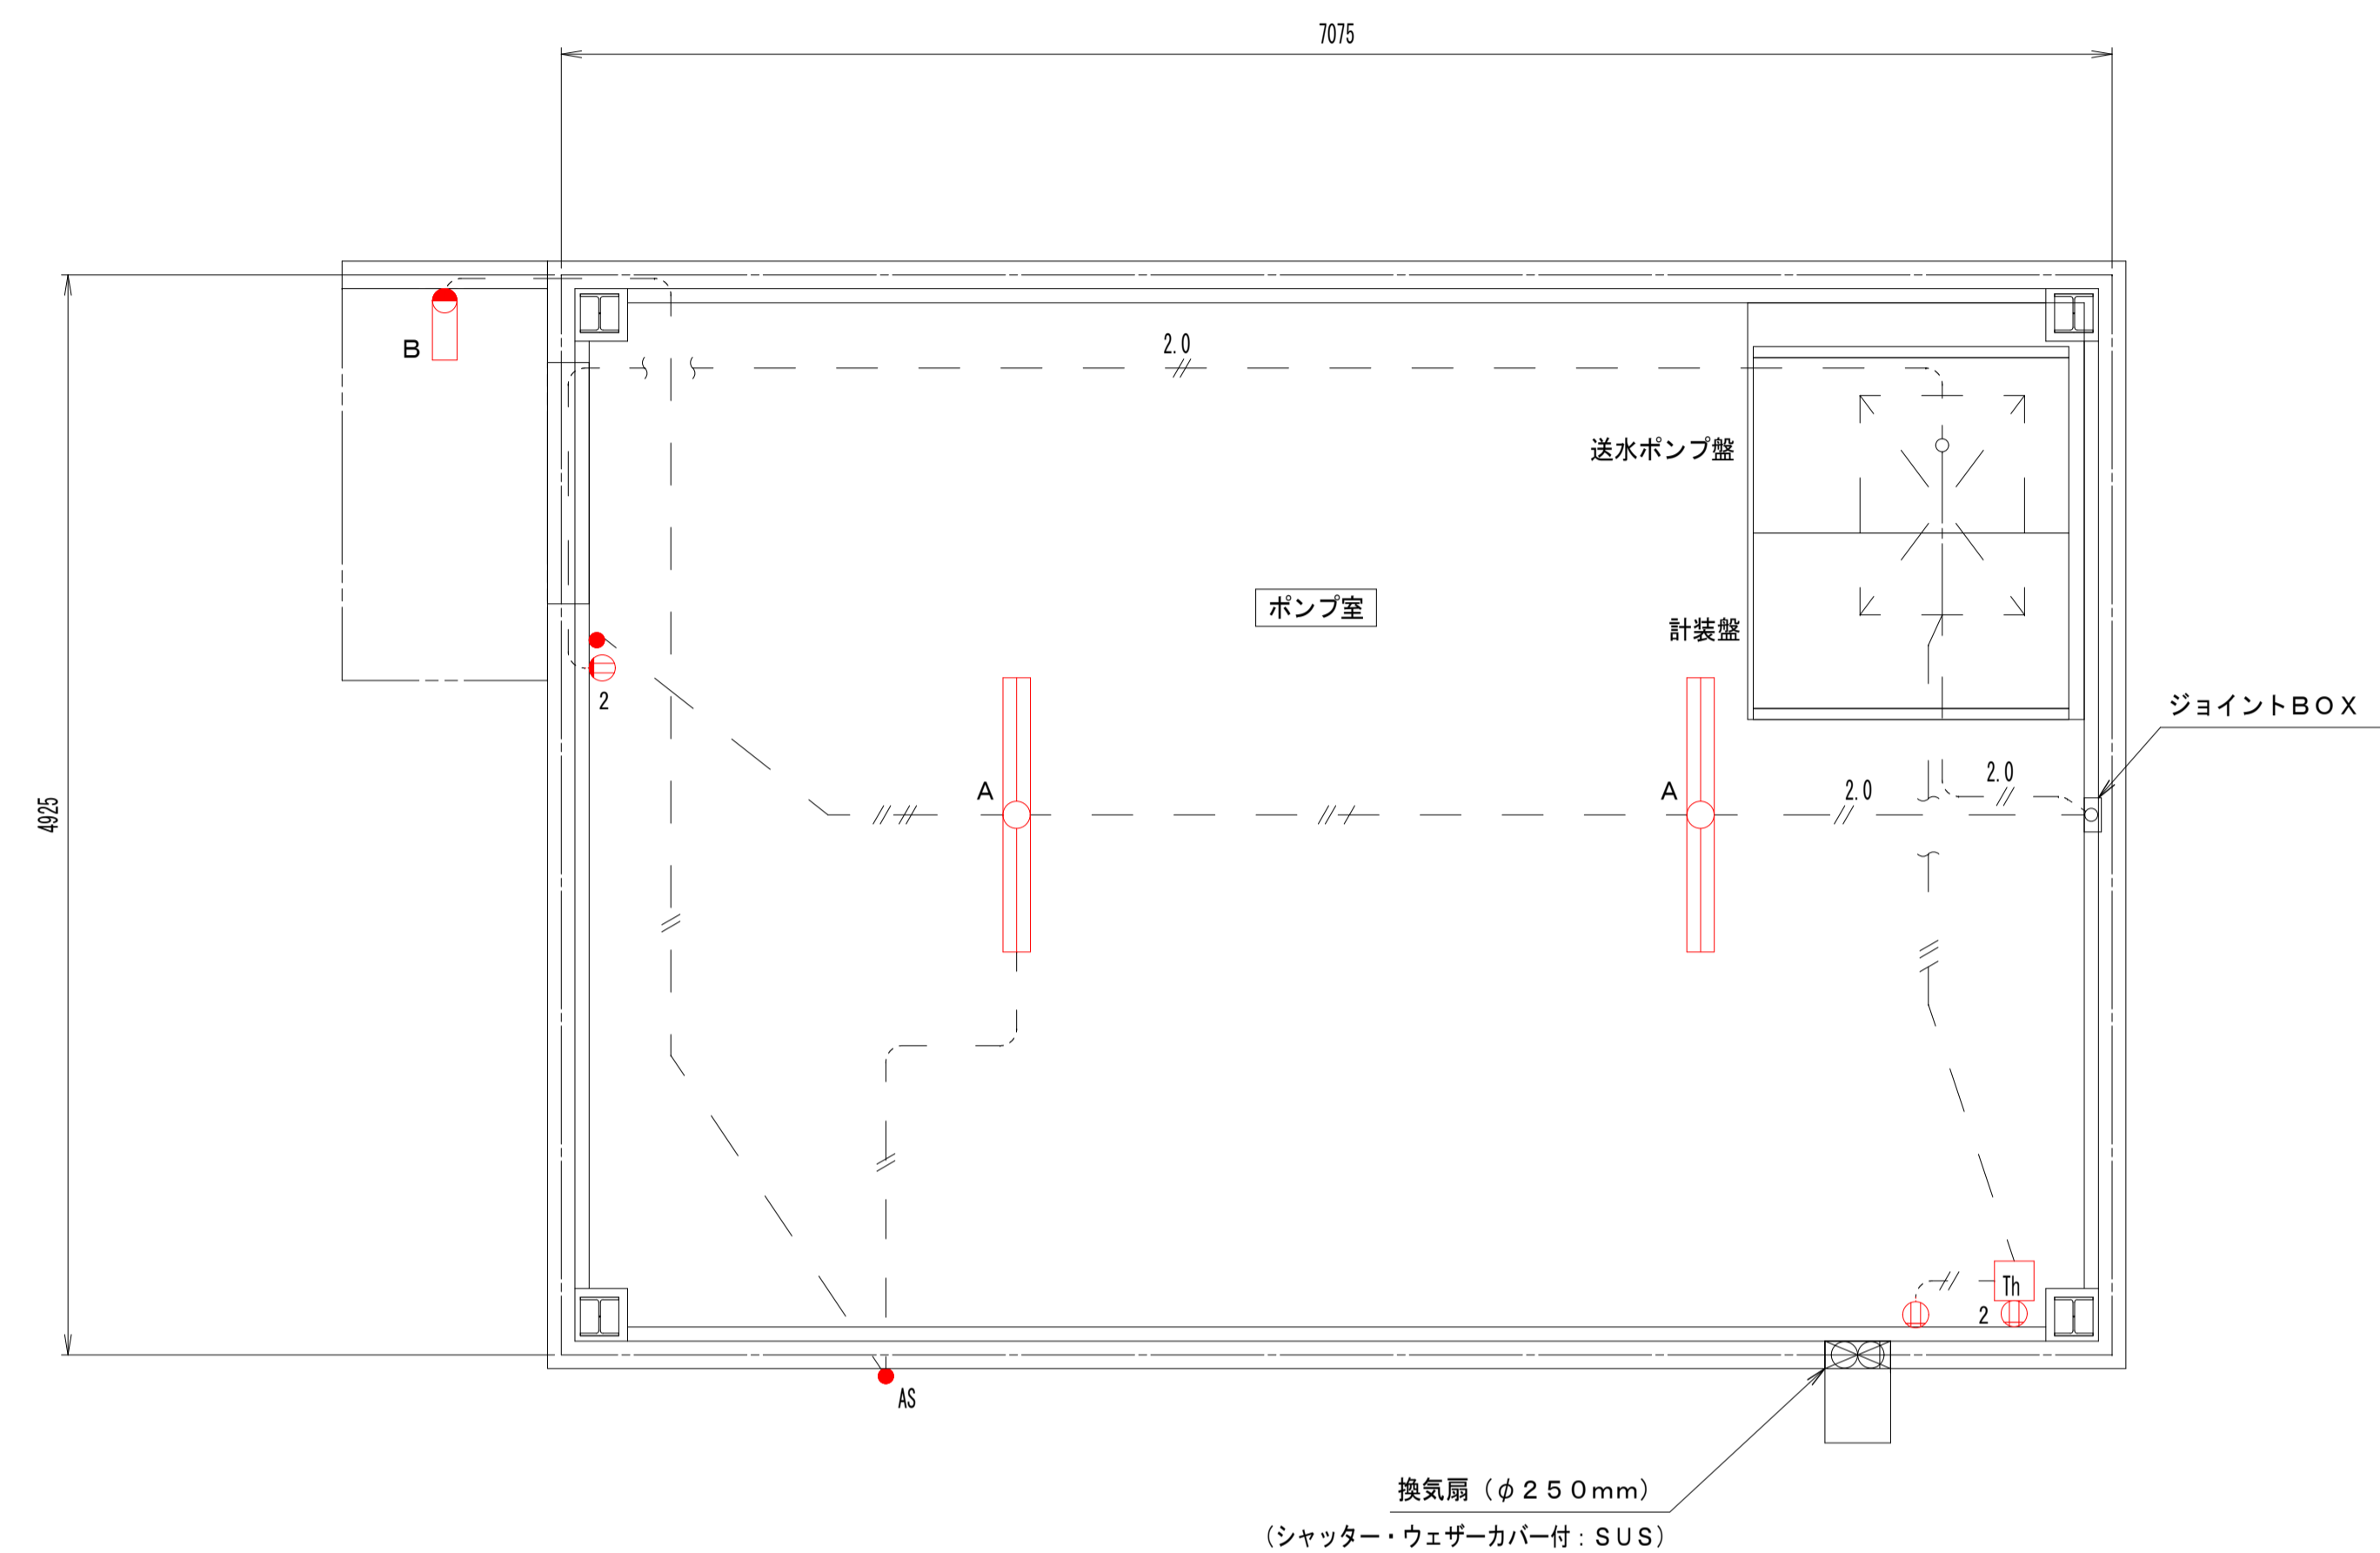 7075
B
2.0
送水ポンプ盤
ポンプ室
計装盤
2
ジョイントＢＯＸ
A
A
2.0
2.0
4925
Th
2
AS
換気扇（φ２５０mm）
（シャッター・ウェザーカバー付：ＳＵＳ）